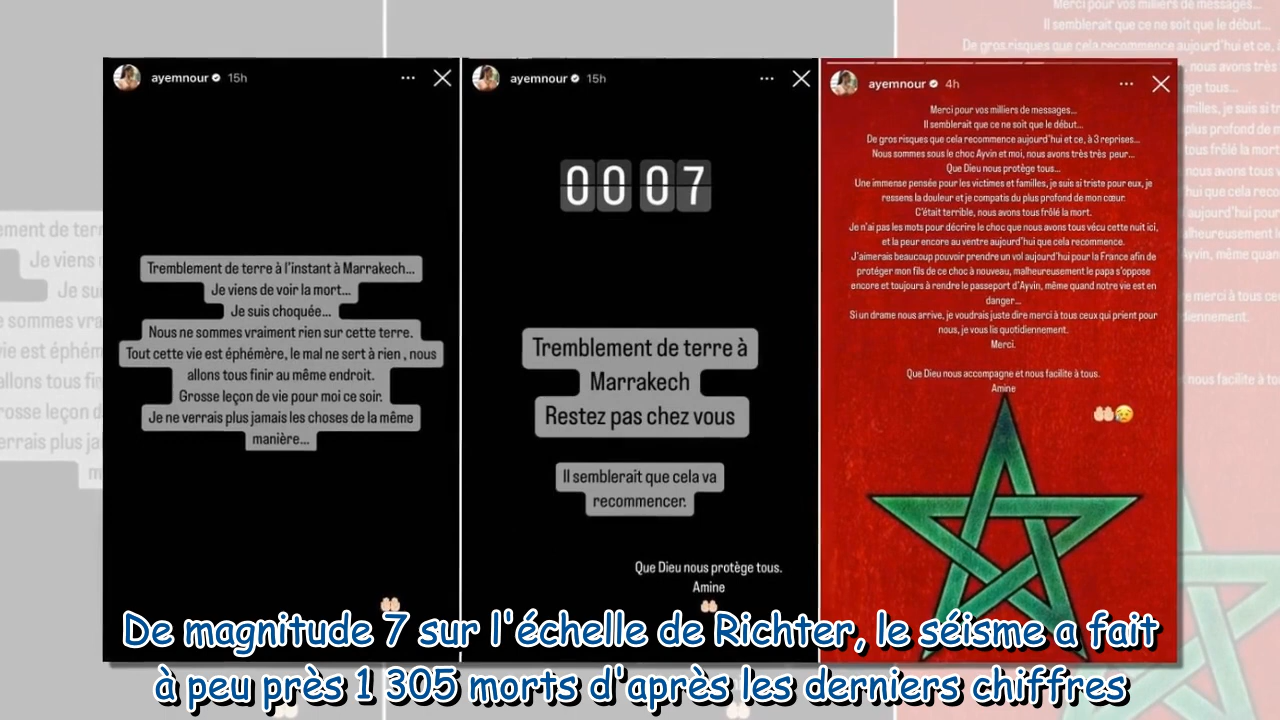 ayemnour 15h
Tremblement de terre à l'instant à Marrakech...
Je viens de voir la mort...
Je suis choquée...
Nous ne sommes vraiment rien sur cette terre.
Tout cette vie est éphémère, le mal ne sert à rien , nous
allons tous finir au même endroit.
Grosse leçon de vie pour moi ce soir.
Je ne verrais plus jamais les choses de la même
manière...
ayemnour 15h
00 07
Tremblement de terre à
Marrakech
Restez pas chez vous
Il semblerait que cela va
recommencer.
Que Dieu nous protège tous.
Amine
ayemnour 4h
Merci pour vos milliers de messages...
Il semblerait que ce ne soit que le début...
De gros risques que cela recommence aujourd'hui et ce, à 3 reprises...
Nous sommes sous le choc Ayvin et moi, nous avons très très peur...
Que Dieu nous protège tous...
Une immense pensée pour les victimes et familles, je suis si triste pour eux, je
ressens la douleur et je compatis du plus profond de mon cœur.
C'était terrible, nous avons tous frôlé la mort.
Je n'ai pas les mots pour décrire le choc que nous avons tous vécu cette nuit ici,
et la peur encore au ventre aujourd'hui que cela recommence.
J'aimerais beaucoup pouvoir prendre un vol aujourd'hui pour la France afin de
protéger mon fils de ce choc à nouveau, malheureusement le papa s'oppose
encore et toujours à rendre le passeport d'Ayvin, même quand notre vie est en
danger...
Si un drame nous arrive, je voudrais juste dire merci à tous ceux qui prient pour
nous, je vous lis quotidiennement.
Merci.
Que Dieu nous accompagne et nous facilite à tous.
Amine
De magnitude 7 sur l'échelle de Richter, le séisme a fait
à peu près 1 305 morts d'après les derniers chiffres